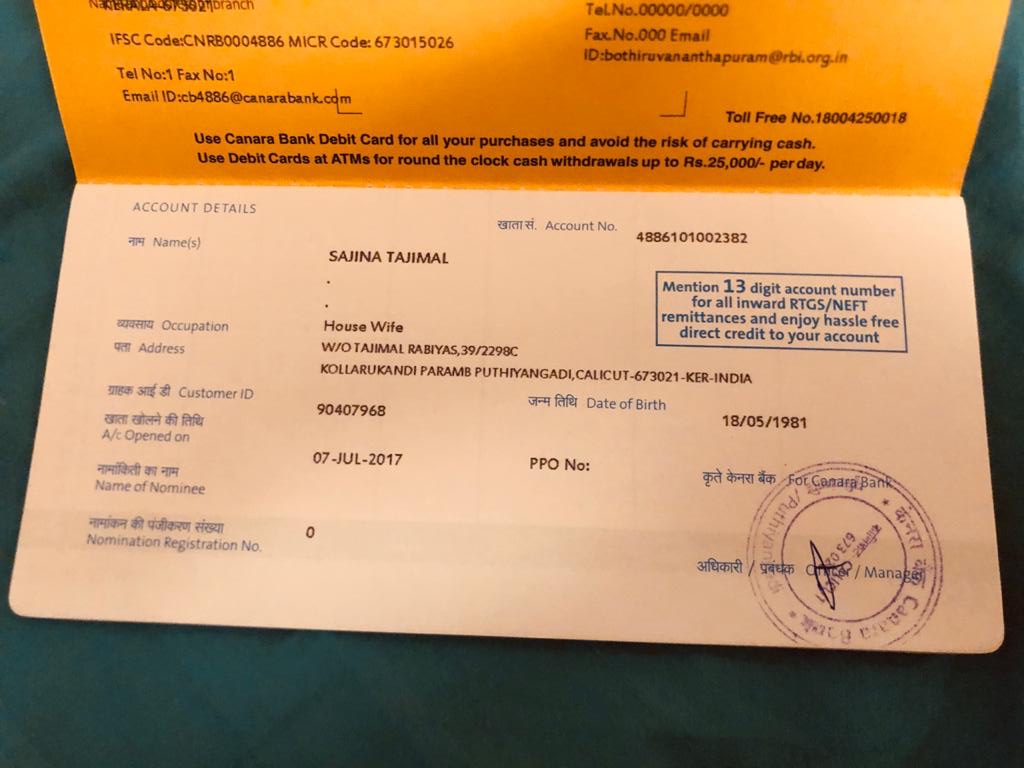 KERALA-673021 branch
IFSC Code:CNRB0004886 MICR Code: 673015026
Tel No:1 Fax No:1
Email ID:cb4886@canarabank.com
Tel.No.00000/0000
Fax.No.000 Email
ID:bothiruvananthapuram@rbi.org.in
Toll Free No.18004250018
Use Canara Bank Debit Card for all your purchases and avoid the risk of carrying cash.
Use Debit Cards at ATMs for round the clock cash withdrawals up to Rs.25,000/- per day.
ACCOUNT DETAILS
खाता सं. Account No. 4886101002382
नाम Name(s) SAJINA TAJIMAL
.
.
Mention 13 digit account number
for all inward RTGS/NEFT
remittances and enjoy hassle free
direct credit to your account
व्यवसाय Occupation House Wife
पता Address W/O TAJIMAL RABIYAS,39/2298C
KOLLARUKANDI PARAMB PUTHIYANGADI,CALICUT-673021-KER-INDIA
ग्राहक आई डी Customer ID 90407968
जन्म तिथि Date of Birth 18/05/1981
खाता खोलने की तिथि
A/c Opened on 07-JUL-2017
PPO No:
नामांकिती का नाम
Name of Nominee
कृते केनरा बैंक For Canara Bank
नामांकन की पंजीकरण संख्या
Nomination Registration No. 0
अधिकारी / प्रबंधक Officer / Manager
केनरा बैंक Canara Bank